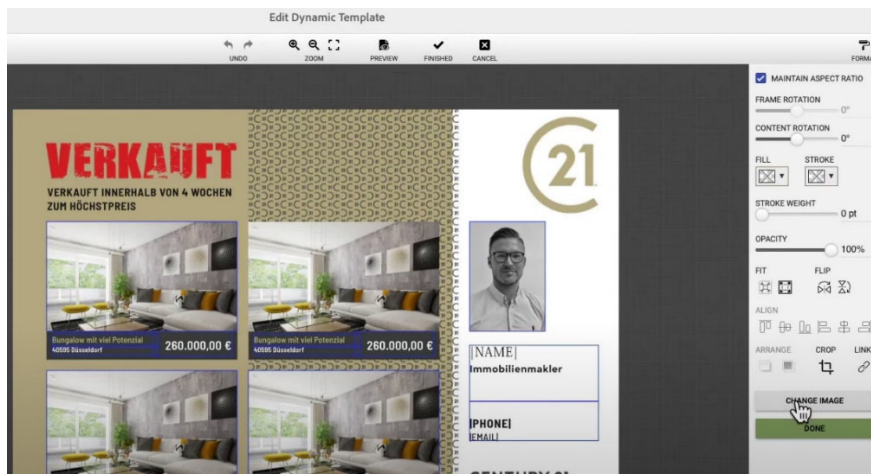 Edit Dynamic Template
UNDO
ZOOM
PREVIEW
FINISHED
CANCEL
MAINTAIN ASPECT RATIO
FRAME ROTATION
0°
CONTENT ROTATION
0°
FILL STROKE
STROKE WEIGHT
0 pt
OPACITY
100%
FIT FLIP
ALIGN
ARRANGE CROP LINK
CHANGE IMAGE
DONE
VERKAUFT
VERKAUFT INNERHALB VON 4 WOCHEN
ZUM HÖCHSTPREIS
C21
Bungalow mit viel Potenzial
40595 Düsseldorf
260.000,00 €
Bungalow mit viel Potenzial
40595 Düsseldorf
260.000,00 €
|NAME|
Immobilienmakler
|PHONE|
|EMAIL|
CENTURY 21